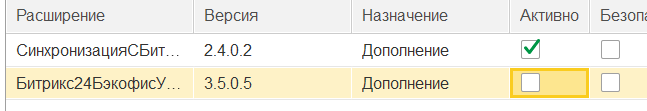 Расширение Версия Назначение Активно Безопа
СинхронизацияСБит... 2.4.0.2 Дополнение
Битрикс24БэкофисУ... 3.5.0.5 Дополнение